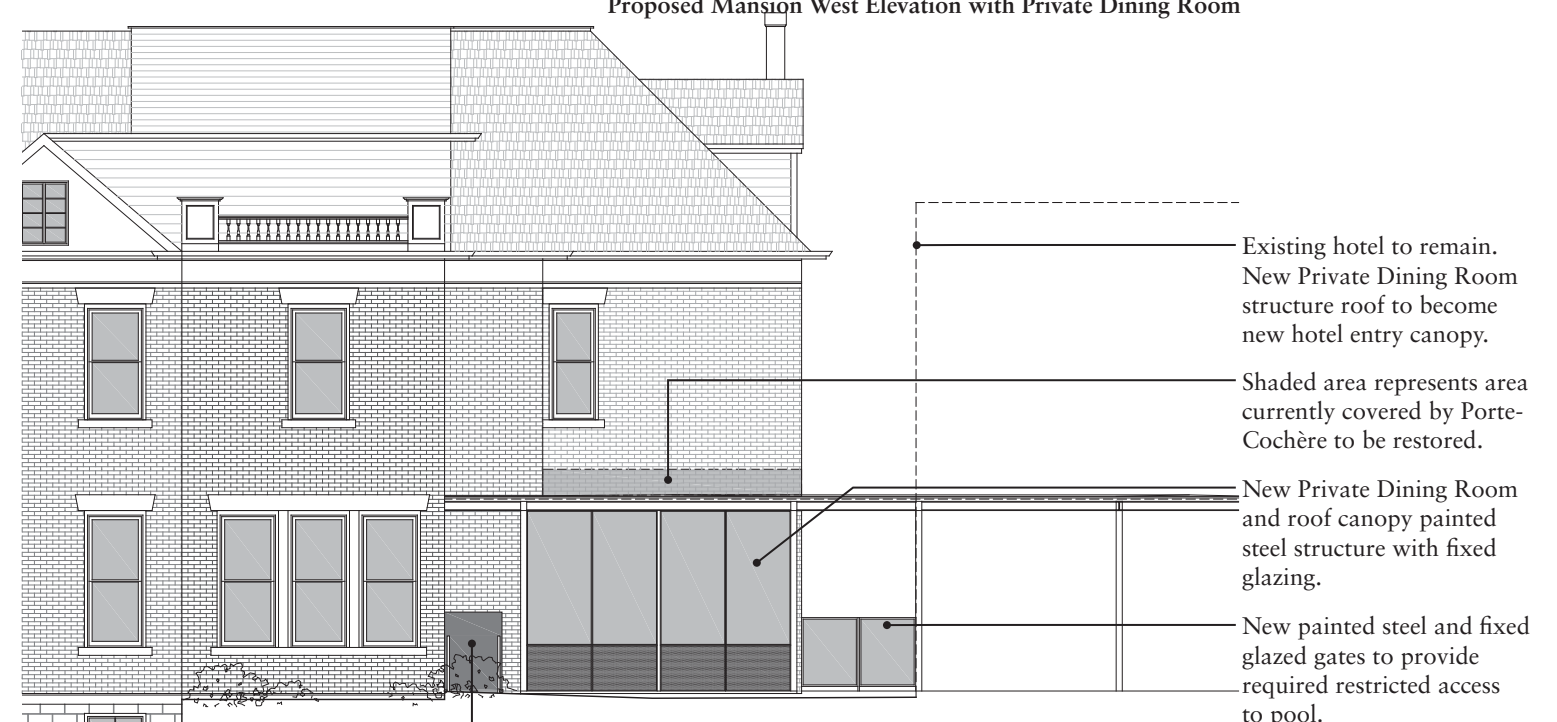 Proposed Mansion West Elevation with Private Dining Room
Existing hotel to remain.
New Private Dining Room
structure roof to become
new hotel entry canopy.
Shaded area represents area
currently covered by Porte-
Cochère to be restored.
New Private Dining Room
and roof canopy painted
steel structure with fixed
glazing.
New painted steel and fixed
glazed gates to provide
required restricted access
to pool.